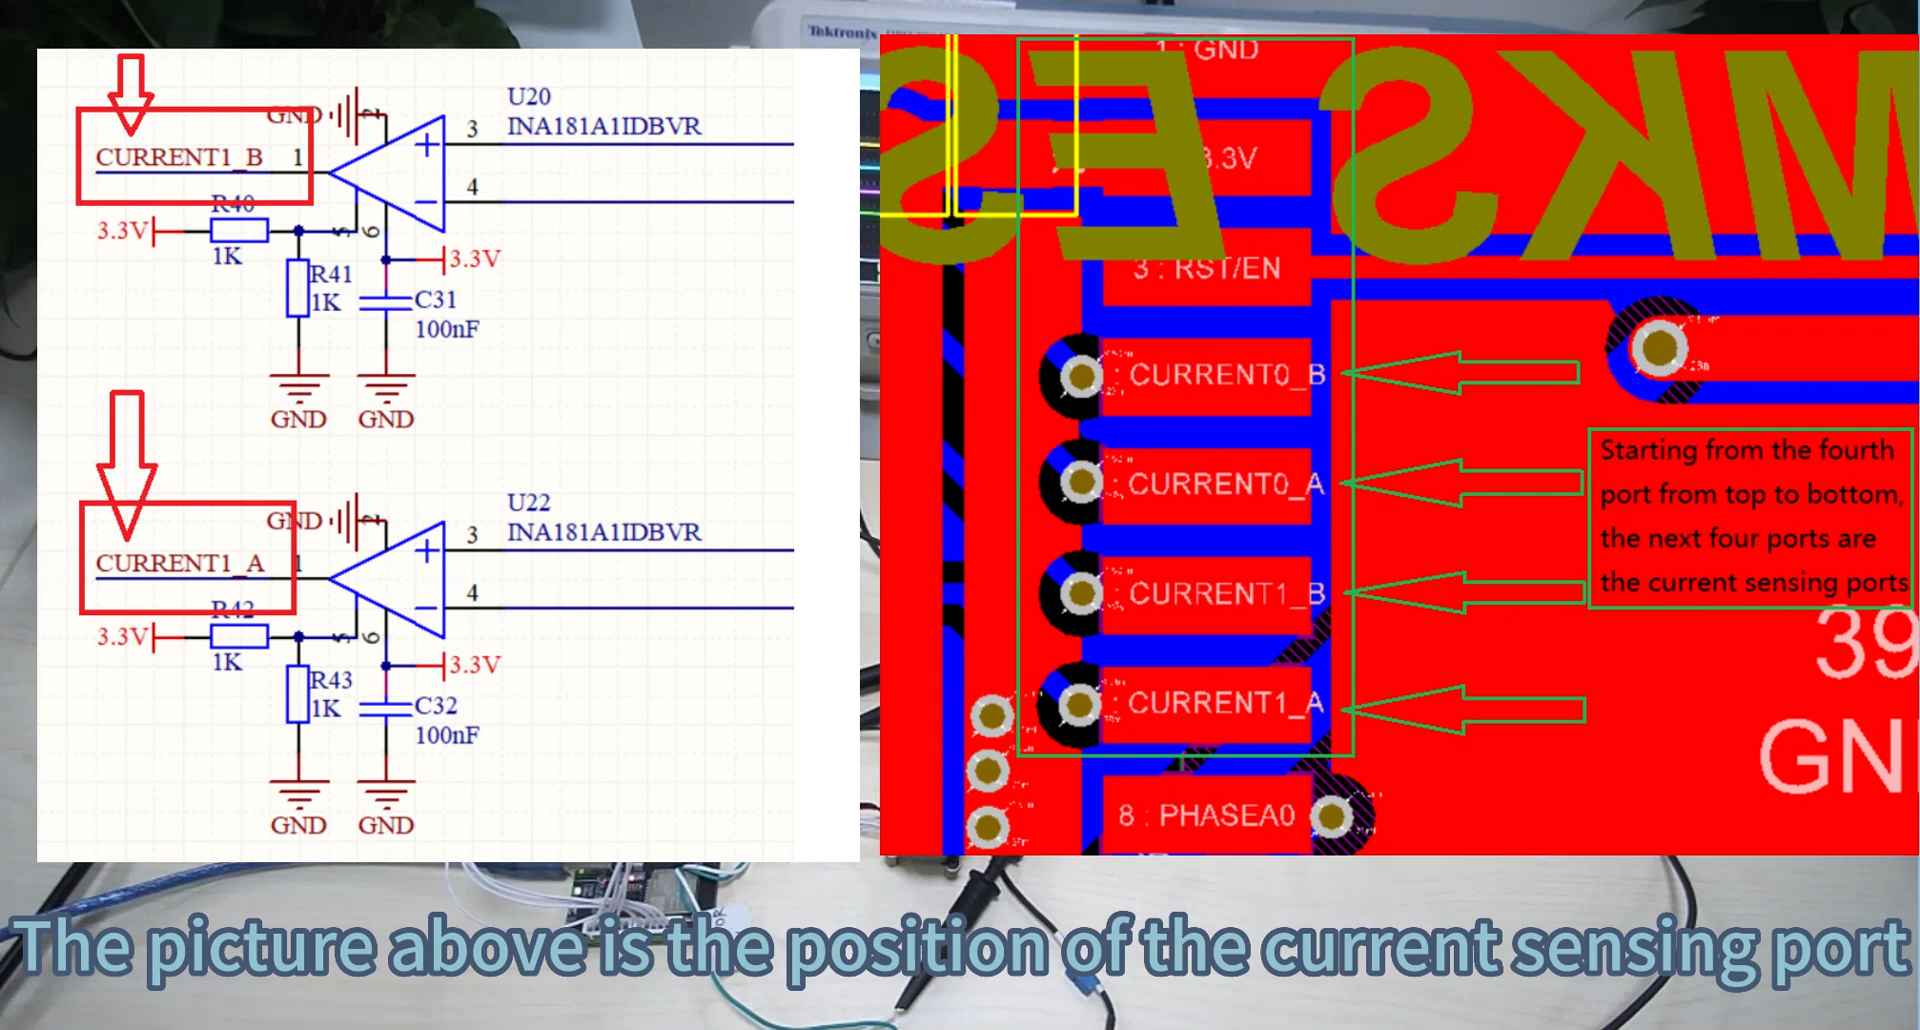 Tektronix
GND
2
U20
INA181A1IDBVR
3
CURRENT1_B
1
4
R40
3.3V
5
6
1K
3.3V
R41
1K
C31
100nF
GND
GND
U22
INA181A1IDBVR
GND
2
3
CURRENT1_A
1
4
R42
3.3V
5
6
1K
3.3V
R43
1K
C32
100nF
GND
GND
1 : GND
3.3V
MKSES
3 : RST/EN
: CURRENT0_B
: CURRENT0_A
: CURRENT1_B
: CURRENT1_A
8 : PHASEA0
Starting from the fourth
port from top to bottom,
the next four ports are
the current sensing ports
39
GN
The picture above is the position of the current sensing port